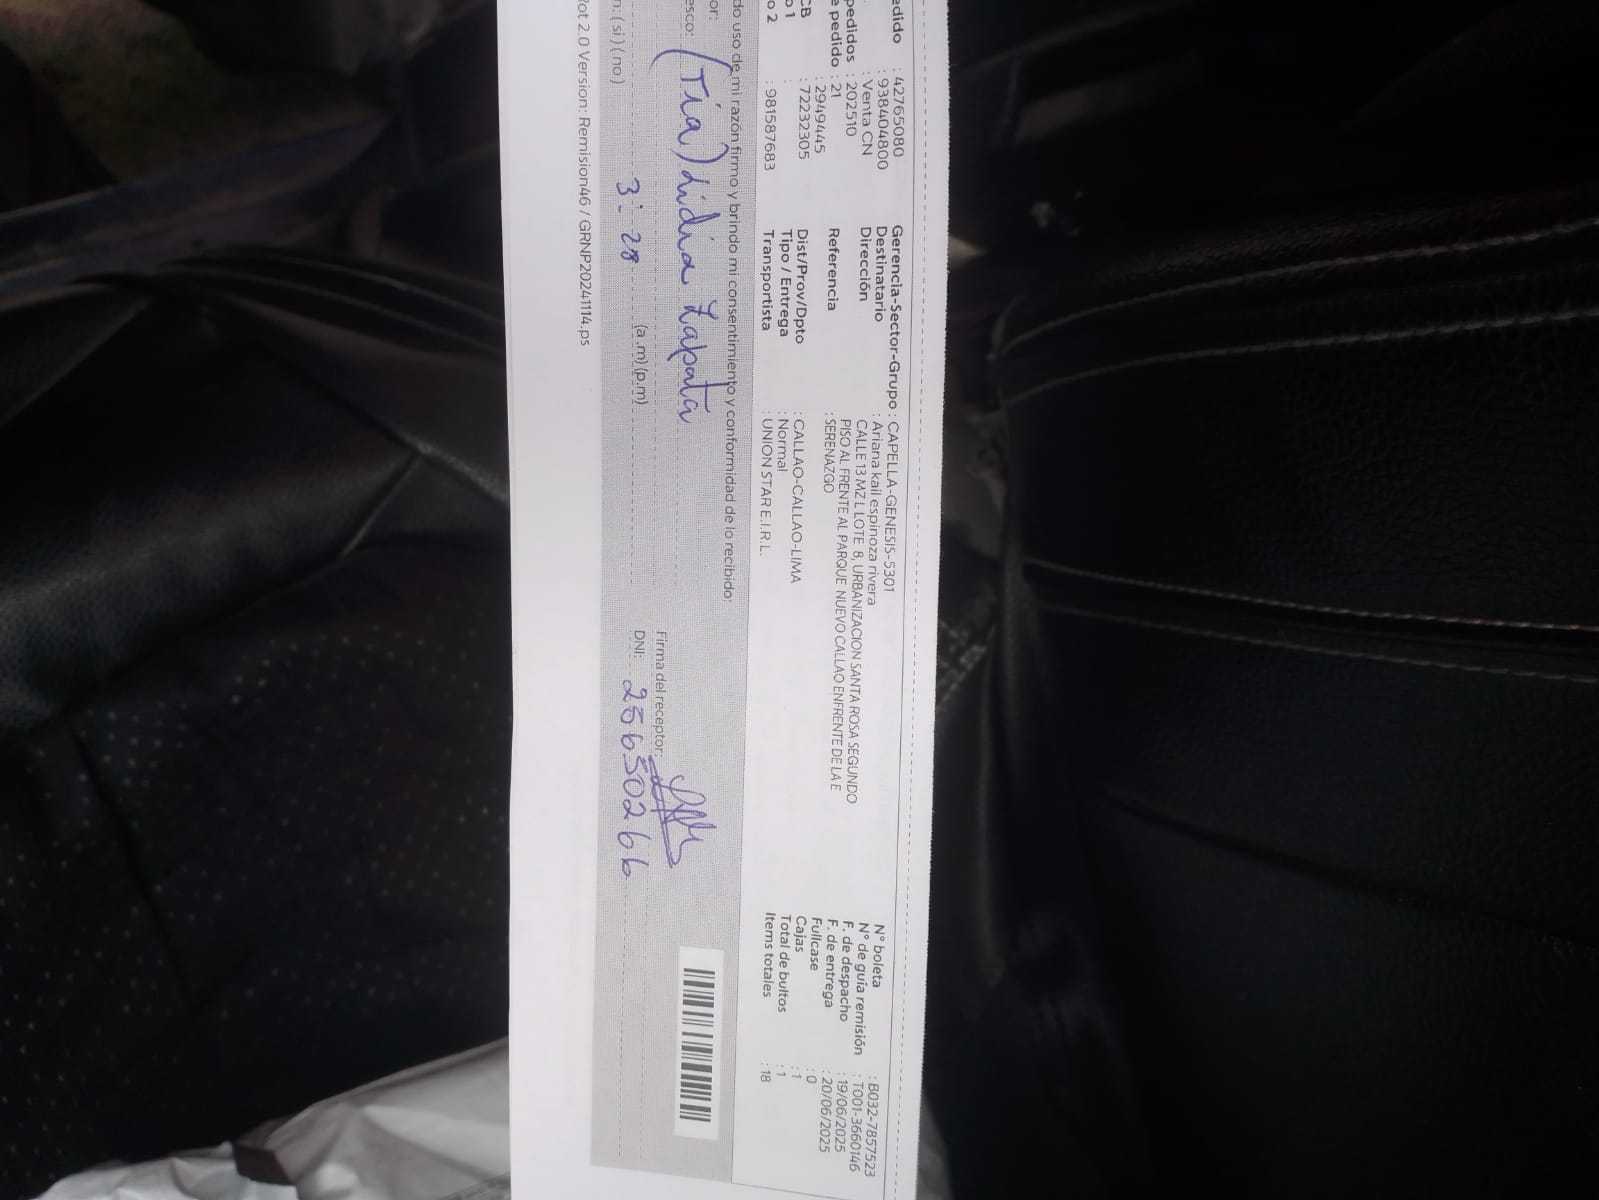 edido : 42765080
: 938404800
: Venta CN
pedidos : 202510
e pedido : 21
: 2949445
CB : 72232305
o 1 :
o 2 : 981587683
Gerencia-Sector-Grupo : CAPELLA-GENESIS-5301
Destinatario : Ariana kail espinoza rivera
Dirección CALLE 13 MZ L LOTE 8, URBANIZACION SANTA ROSA SEGUNDO
PISO AL FRENTE AL PARQUE NUEVO CALLAO ENFRENTE DE LA E
Referencia : SERENAZGO
Dist/Prov/Dpto : CALLAO-CALLAO-LIMA
Tipo / Entrega : Normal
Transportista : UNION STAR E.I.R.L.
N° boleta : B032-7857523
N° de guía remisión : T001-3660146
F. de despacho : 19/06/2025
F. de entrega : 20/06/2025
Fullcase : 0
Cajas : 1
Total de bultos : 1
Items totales : 18
do uso de mi razón firmo y brindo mi consentimiento y conformidad de lo recibido:
or:
esco: (Tía) Lidia Zapata
Firma del receptor:
n: ( si ) ( no ) 3:28 (a.m)(p.m) DNI: 25650266
ot 2.0 Version: Remision46 / GRNJP20241114.ps